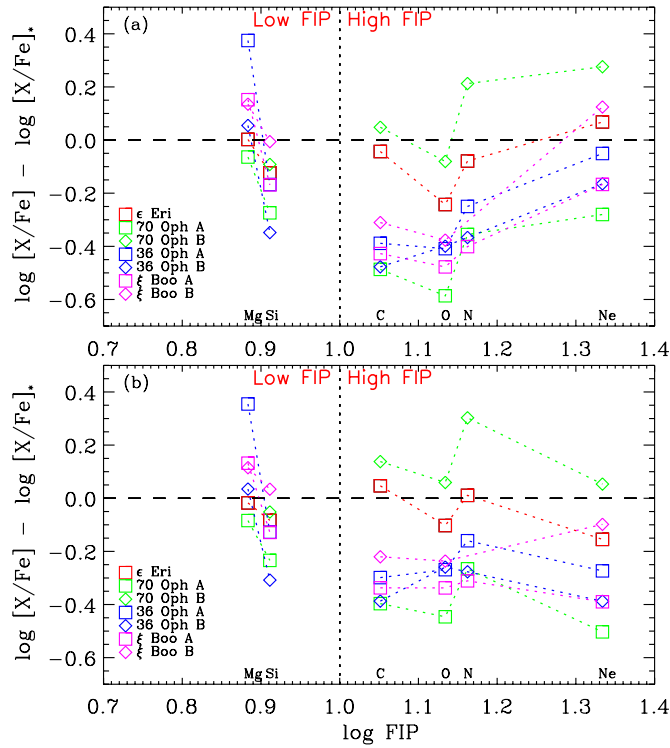 (a)
Low FIP
High FIP
0.4
0.2
0.0
−0.2
−0.4
−0.6
log [X/Fe] − log [X/Fe]*
ϵ Eri
70 Oph A
70 Oph B
36 Oph A
36 Oph B
ξ Boo A
ξ Boo B
Mg Si C O N Ne
0.7 0.8 0.9 1.0 1.1 1.2 1.3 1.4
(b)
Low FIP
High FIP
0.4
0.2
0.0
−0.2
−0.4
−0.6
log [X/Fe] − log [X/Fe]*
ϵ Eri
70 Oph A
70 Oph B
36 Oph A
36 Oph B
ξ Boo A
ξ Boo B
Mg Si C O N Ne
0.7 0.8 0.9 1.0 1.1 1.2 1.3 1.4
log FIP